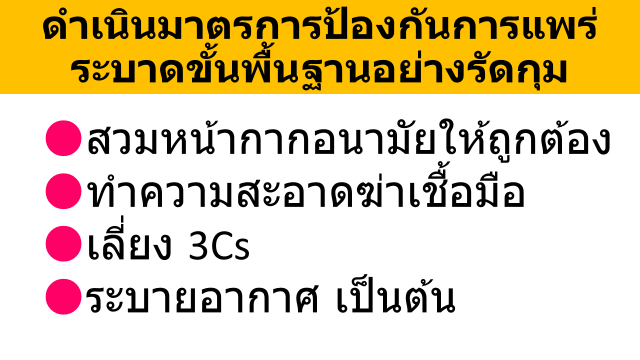 ดำเนินมาตรการป้องกันการแพร่
ระบาดขั้นพื้นฐานอย่างรัดกุม
●สวมหน้ากากอนามัยให้ถูกต้อง
●ทำความสะอาดฆ่าเชื้อมือ
●เลี่ยง 3Cs
●ระบายอากาศ เป็นต้น